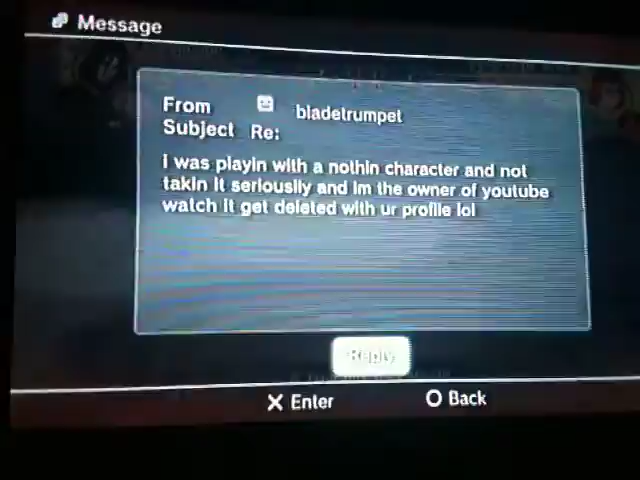 Message
From bladetrumpet
Subject Re:
i was playin with a nothin character and not
takin it seriouslly and im the owner of youtube
watch it get deleted with ur profile lol
Reply
X Enter O Back